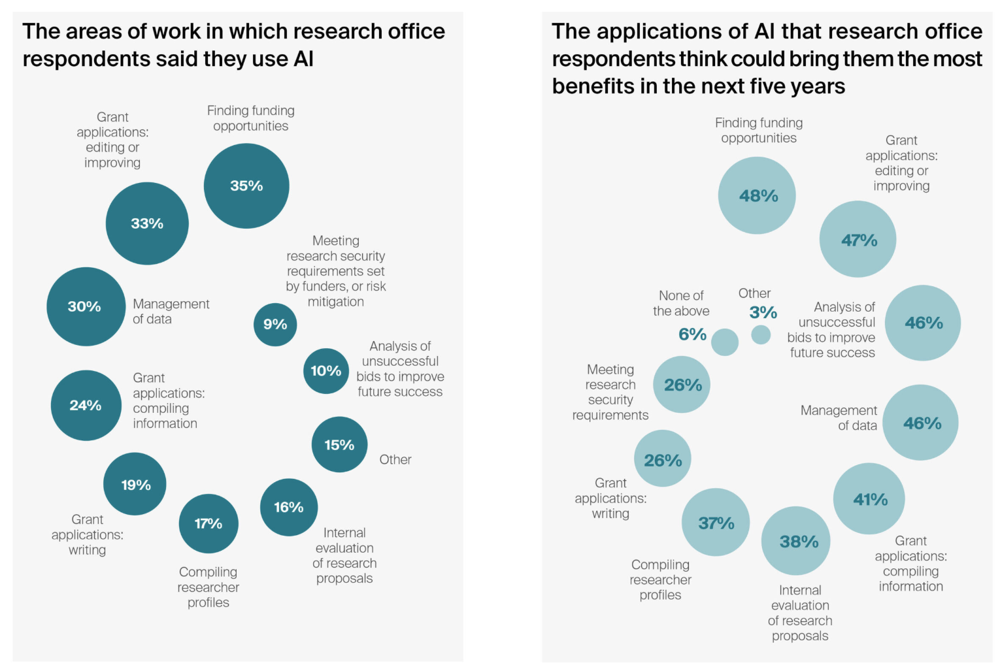 The areas of work in which research office
respondents said they use AI
Finding funding
opportunities
35%
Grant
applications:
editing or
improving
33%
30%
Management
of data
24%
Grant
applications:
compiling
information
19%
Grant
applications:
writing
17%
Compiling
researcher
profiles
16%
Internal
evaluation
of research
proposals
15%
Other
10%
Analysis of
unsuccessful
bids to improve
future success
Meeting
research security
requirements set
by funders, or risk
mitigation
9%
The applications of AI that research office
respondents think could bring them the most
benefits in the next five years
Finding funding
opportunities
48%
Grant
applications:
editing or
improving
47%
Analysis of
unsuccessful
bids to improve
future success
46%
Management
of data
46%
41%
Grant
applications:
compiling
information
38%
Internal
evaluation
of research
proposals
37%
Compiling
researcher
profiles
26%
Grant
applications:
writing
Meeting
research
security
requirements
26%
None of
the above
6%
Other
3%